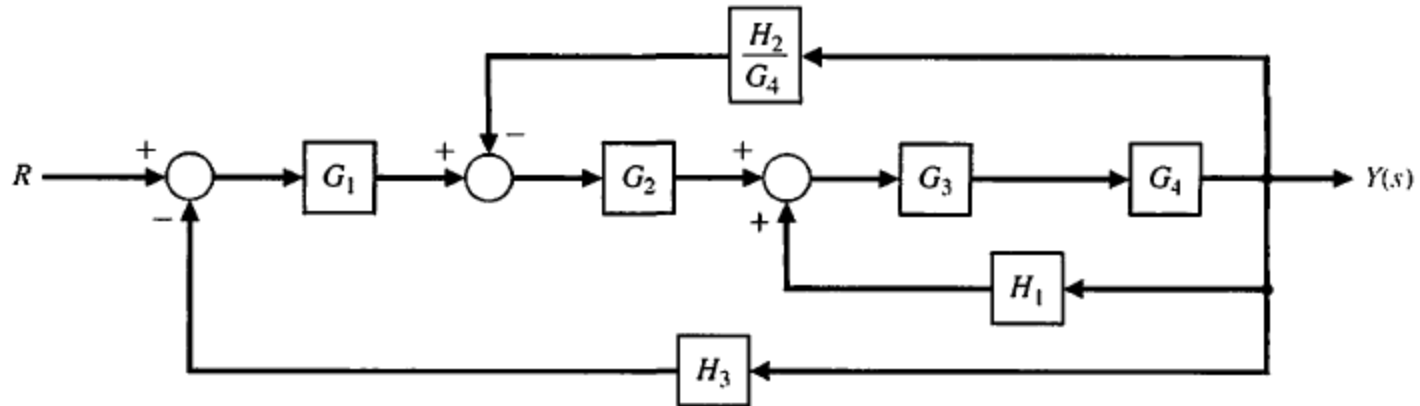 H₂
G₄
+ − + +
R G₁ G₂ G₃ G₄ Y(s)
− +
H₁
H₃